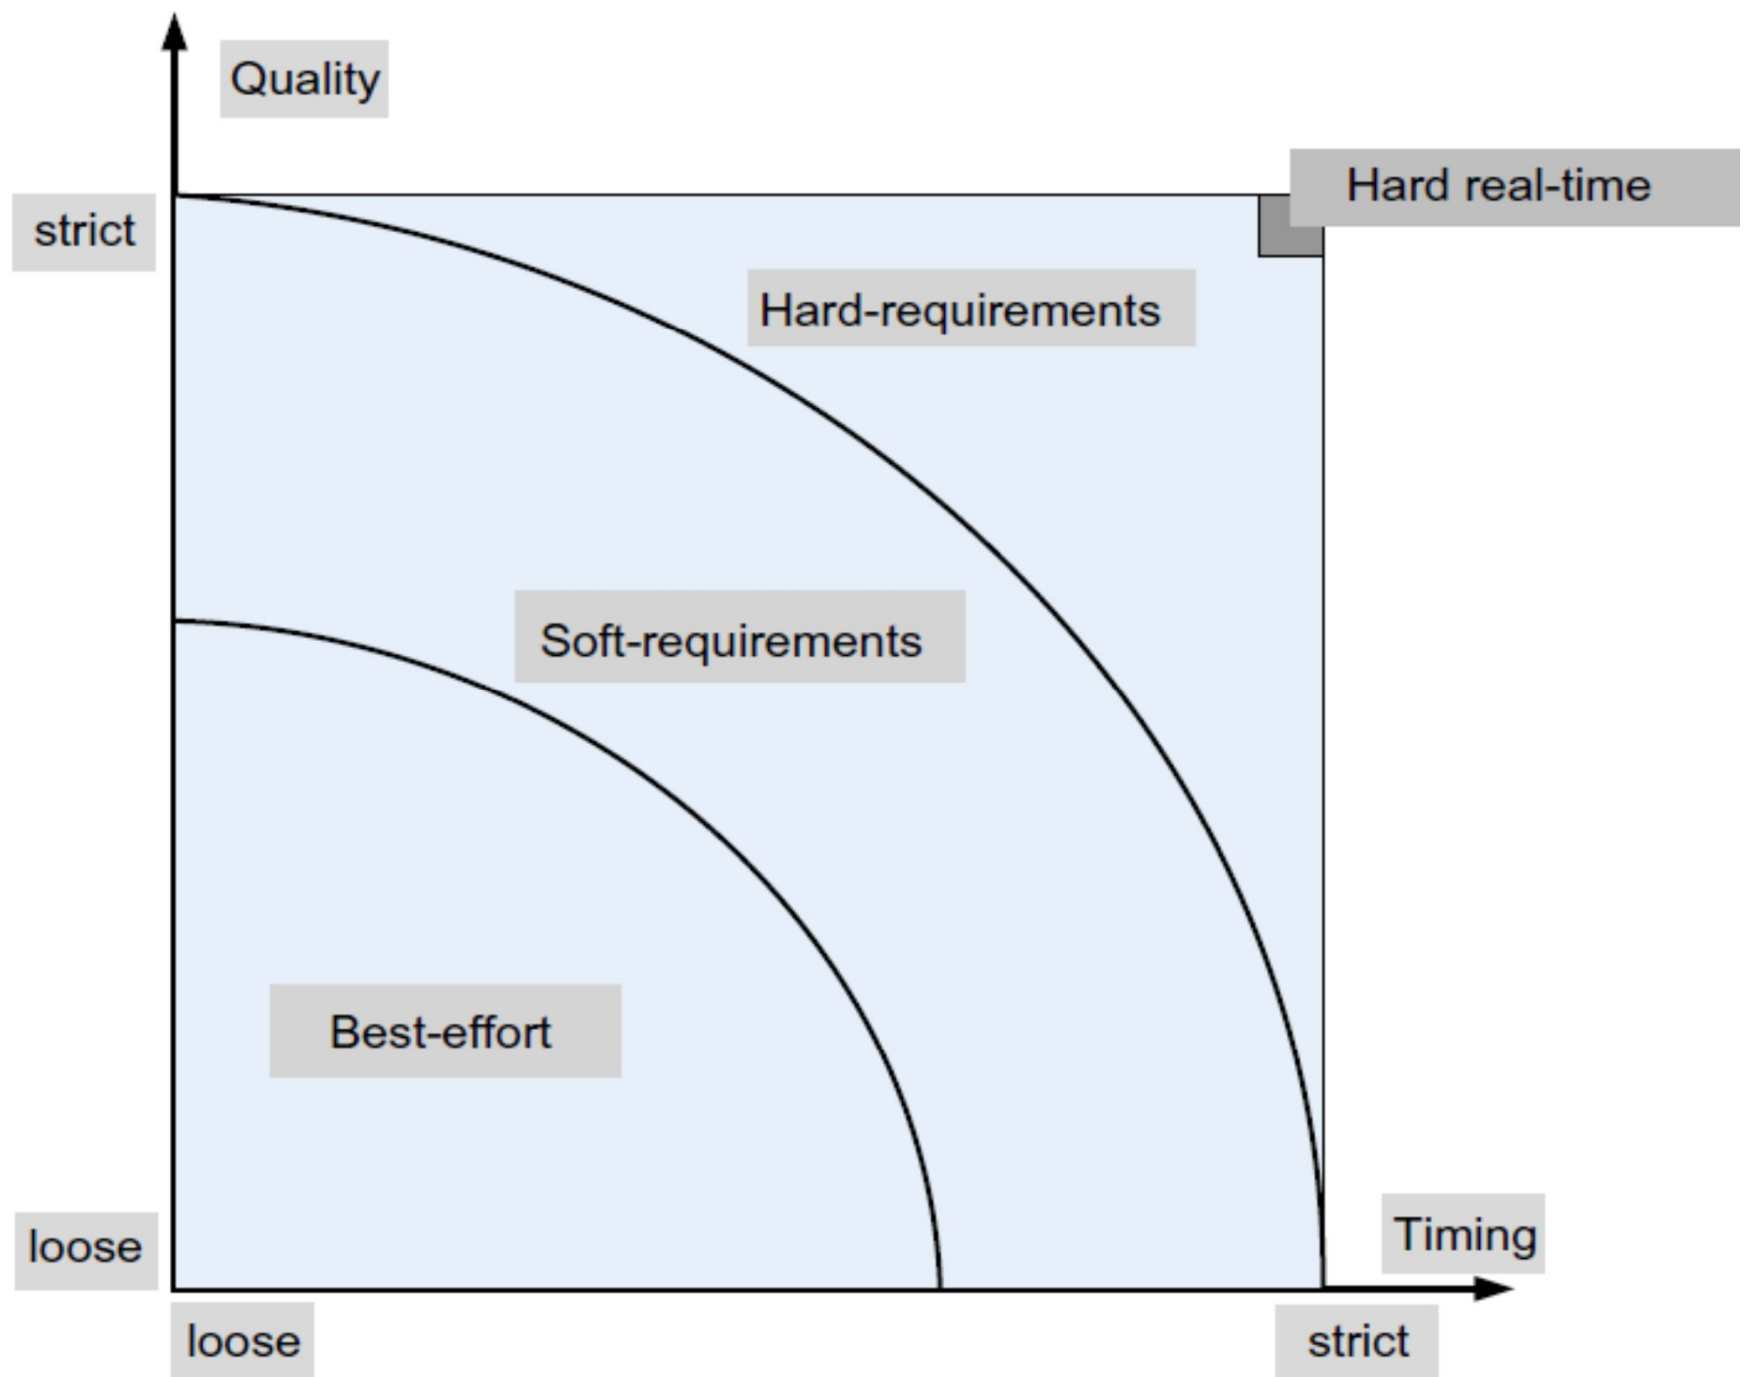 Quality
Hard real-time
strict
Hard-requirements
Soft-requirements
Best-effort
Timing
loose
loose
strict